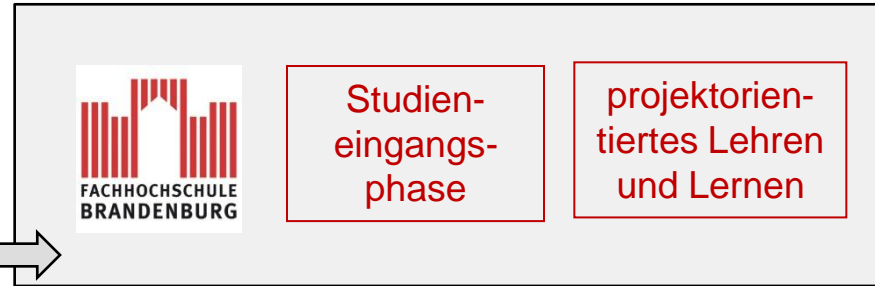 FACHHOCHSCHULE
BRANDENBURG
Studien-
eingangs-
phase
projektorien-
tiertes Lehren
und Lernen